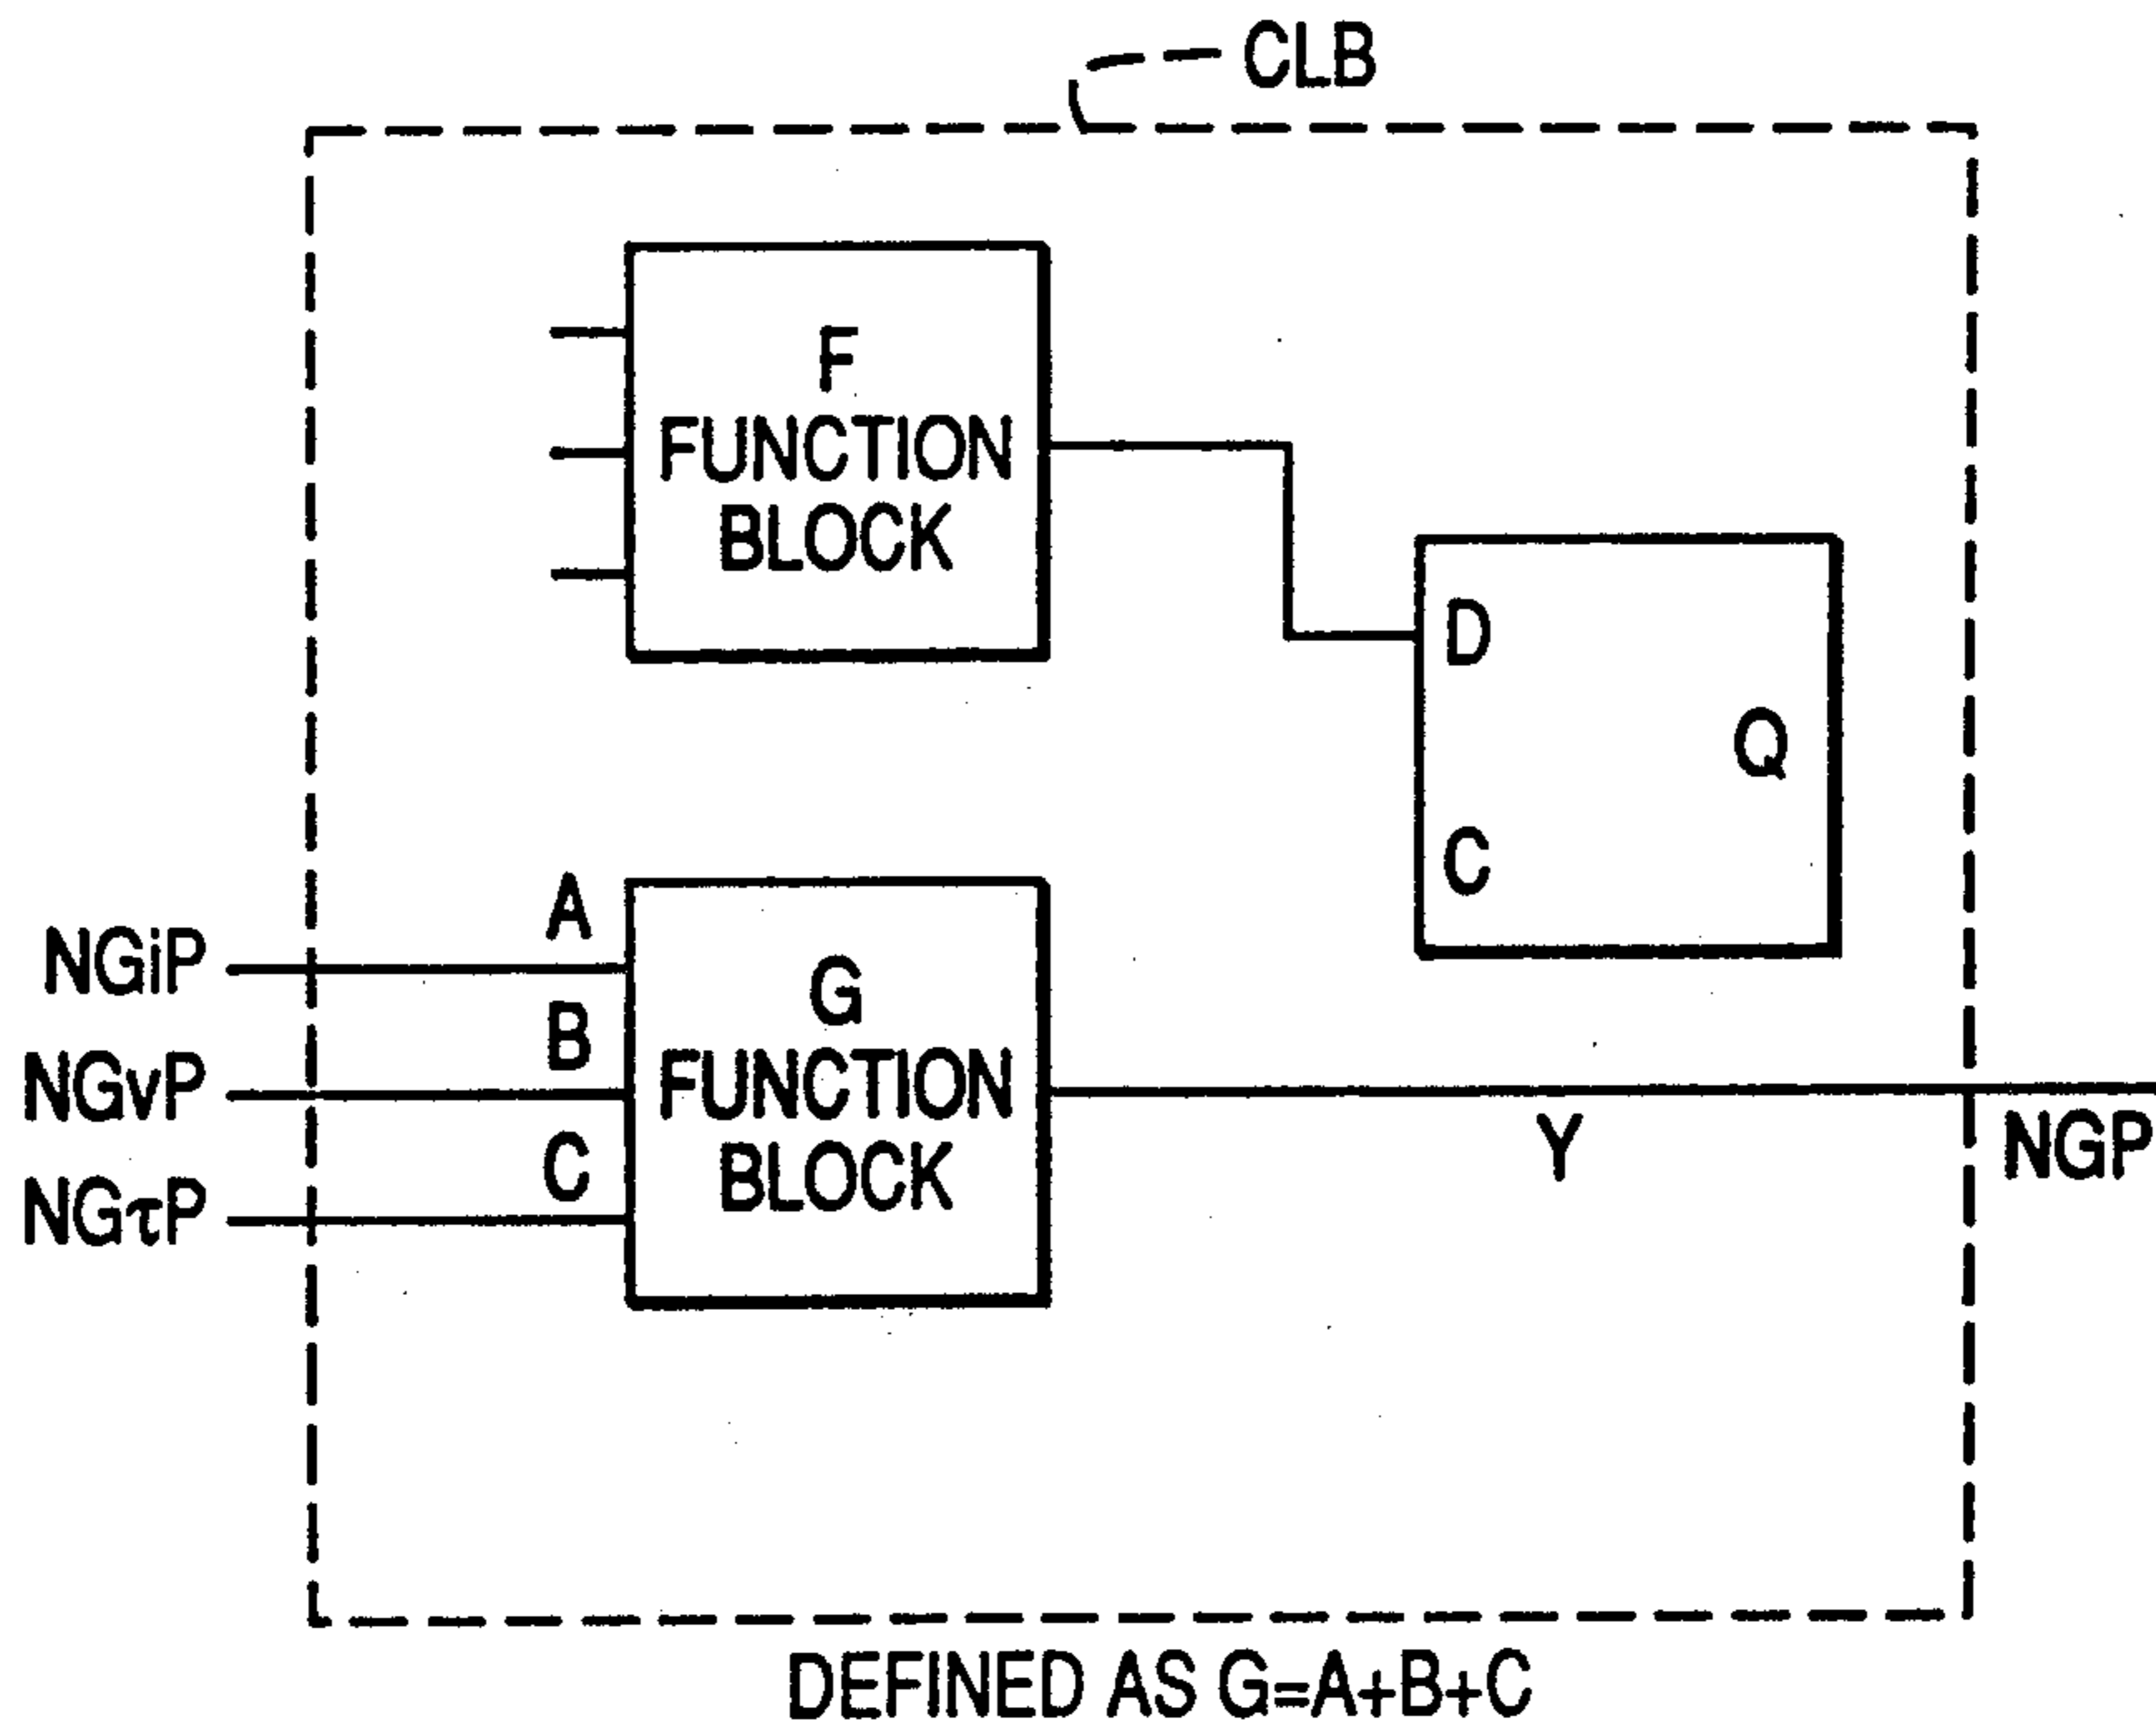 CLB
F
FUNCTION
BLOCK
D
Q
C
A
NGiP
G
B
NGvP
FUNCTION
C
BLOCK
Y
NGP
NGτP
DEFINED AS G=A+B+C